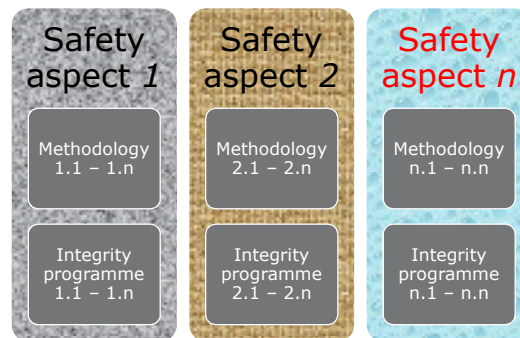 Safety
aspect 1
Methodology
1.1 – 1.n
Integrity
programme
1.1 – 1.n
Safety
aspect 2
Methodology
2.1 – 2.n
Integrity
programme
2.1 – 2.n
Safety
aspect n
Methodology
n.1 – n.n
Integrity
programme
n.1 – n.n